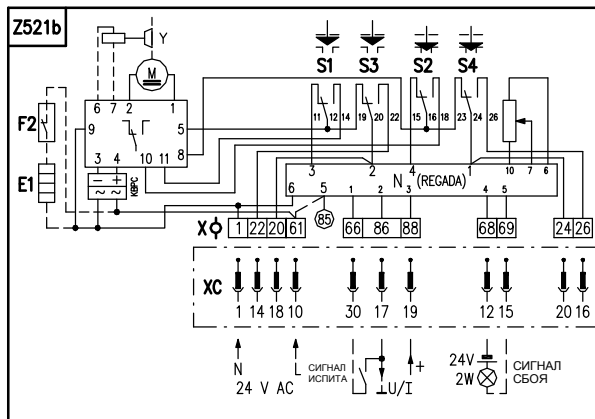 Z521b
Y
M
S1 S3 S2 S4
6 7 2 1
F2
9 5
11 12 14 19 20 22 15 16 18 23 24 26
8
3 4 10 11
E1
КВРС
3 2 4 1 10 7 6
N (REGADA)
6 5 1 2 3 4 5
85
X 1 22 20 61 66 86 88 68 69 24 26
XC
1 14 18 10 30 17 19 12 15 20 16
N L
24 V AC
СИГНАЛ
ИСПИТА
U/I
+
24V
2W
СИГНАЛ
СБОЯ